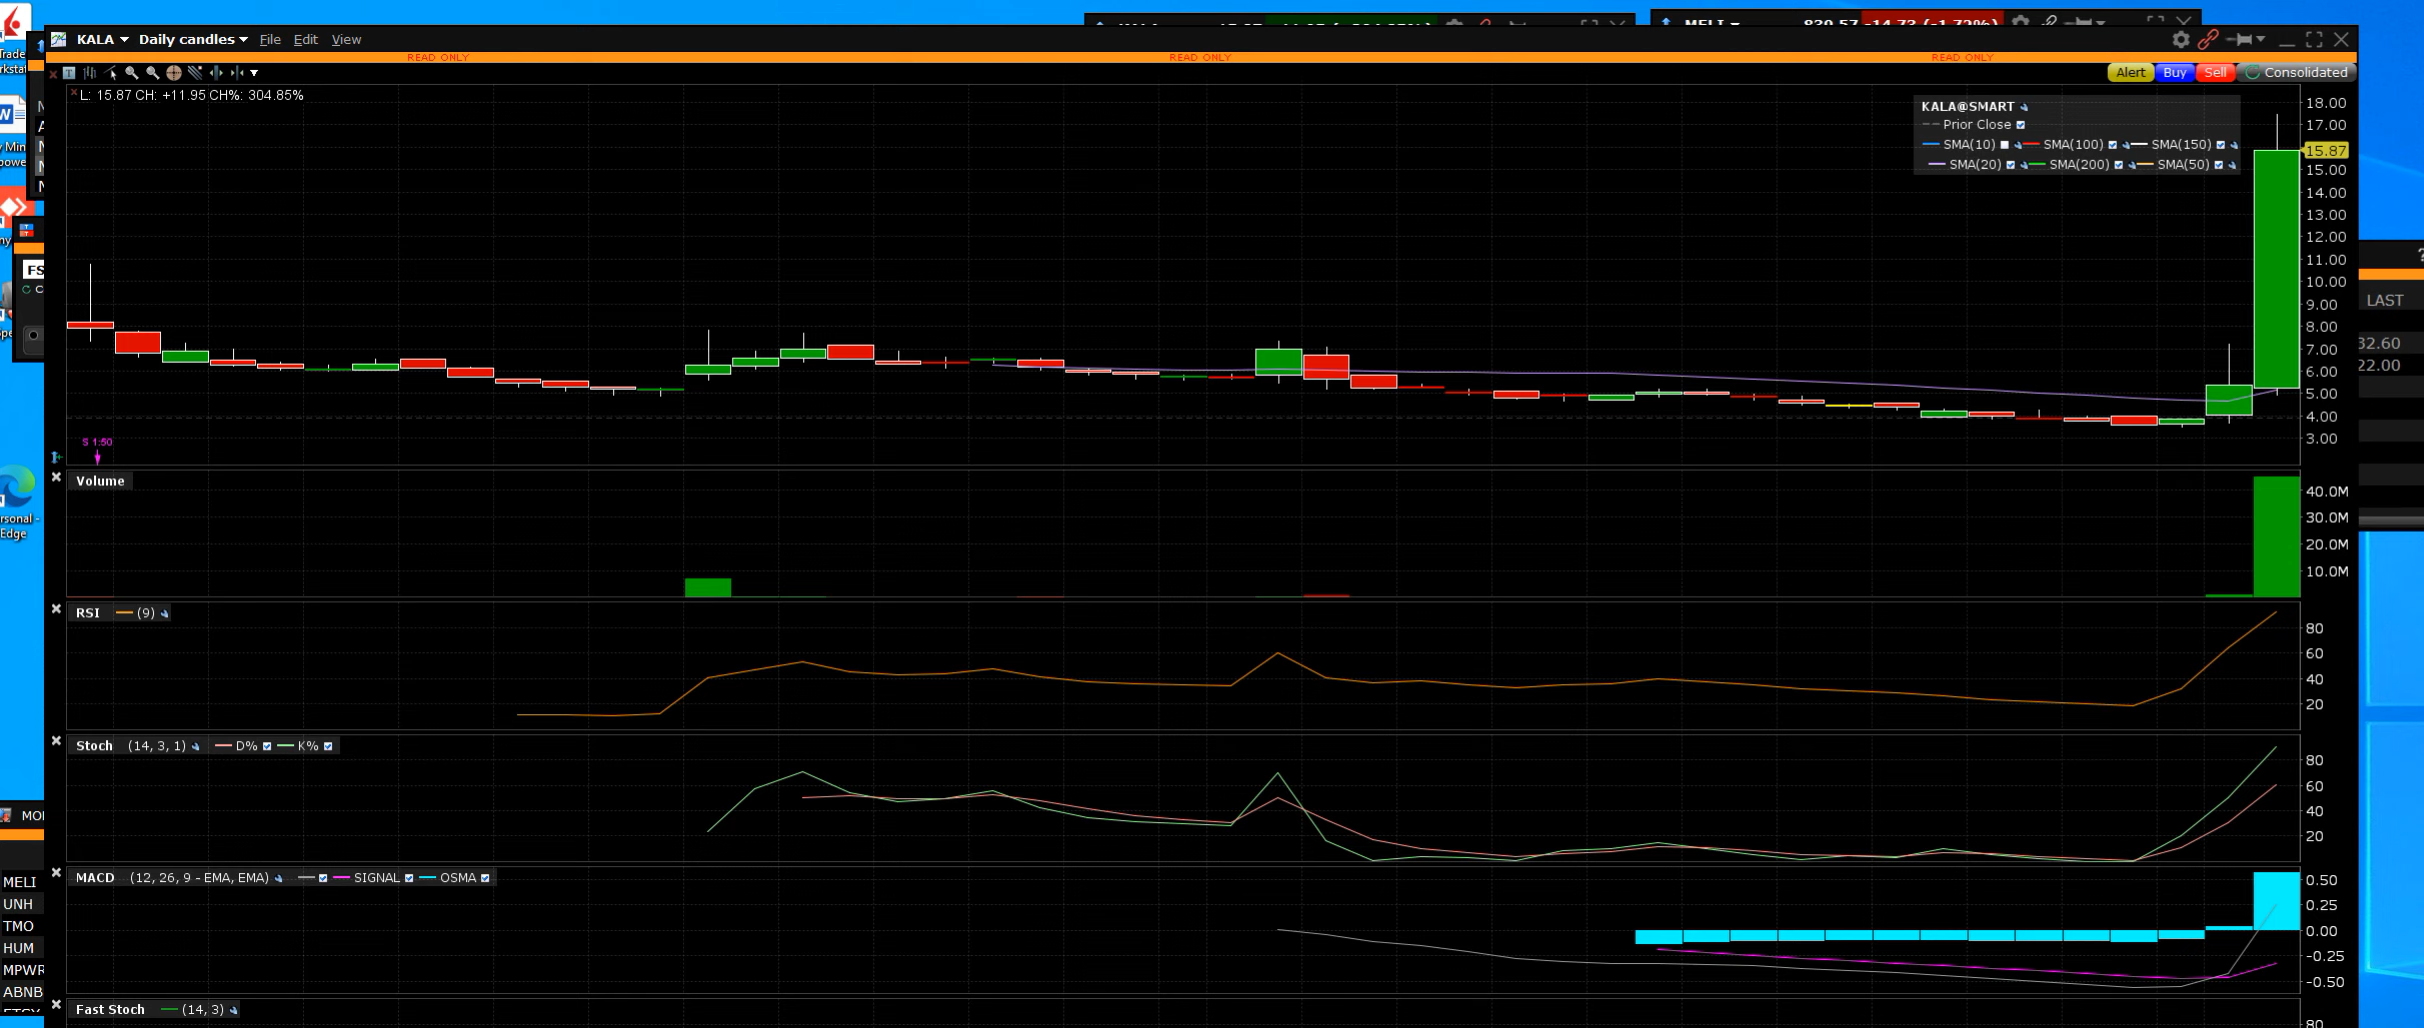 KALA Daily candles File Edit View
READ ONLY READ ONLY READ ONLY
Alert Buy Sell Consolidated
L: 15.87 CH: +11.95 CH%: 304.85%
KALA@SMART
Prior Close
SMA(10) SMA(100) SMA(150)
SMA(20) SMA(200) SMA(50)
18.00
17.00
15.87
15.00
14.00
13.00
12.00
11.00
10.00
9.00
8.00
7.00
6.00
5.00
4.00
3.00
S 1:50
Volume
40.0M
30.0M
20.0M
10.0M
RSI (9)
80
60
40
20
Stoch (14, 3, 1) D% K%
80
60
40
20
MACD (12, 26, 9 - EMA, EMA) SIGNAL OSMA
0.50
0.25
0.00
-0.25
-0.50
Fast Stoch (14, 3)
80
LAST
32.60
22.00
FS
Edge
MELI
UNH
TMO
HUM
MPWR
ABNB